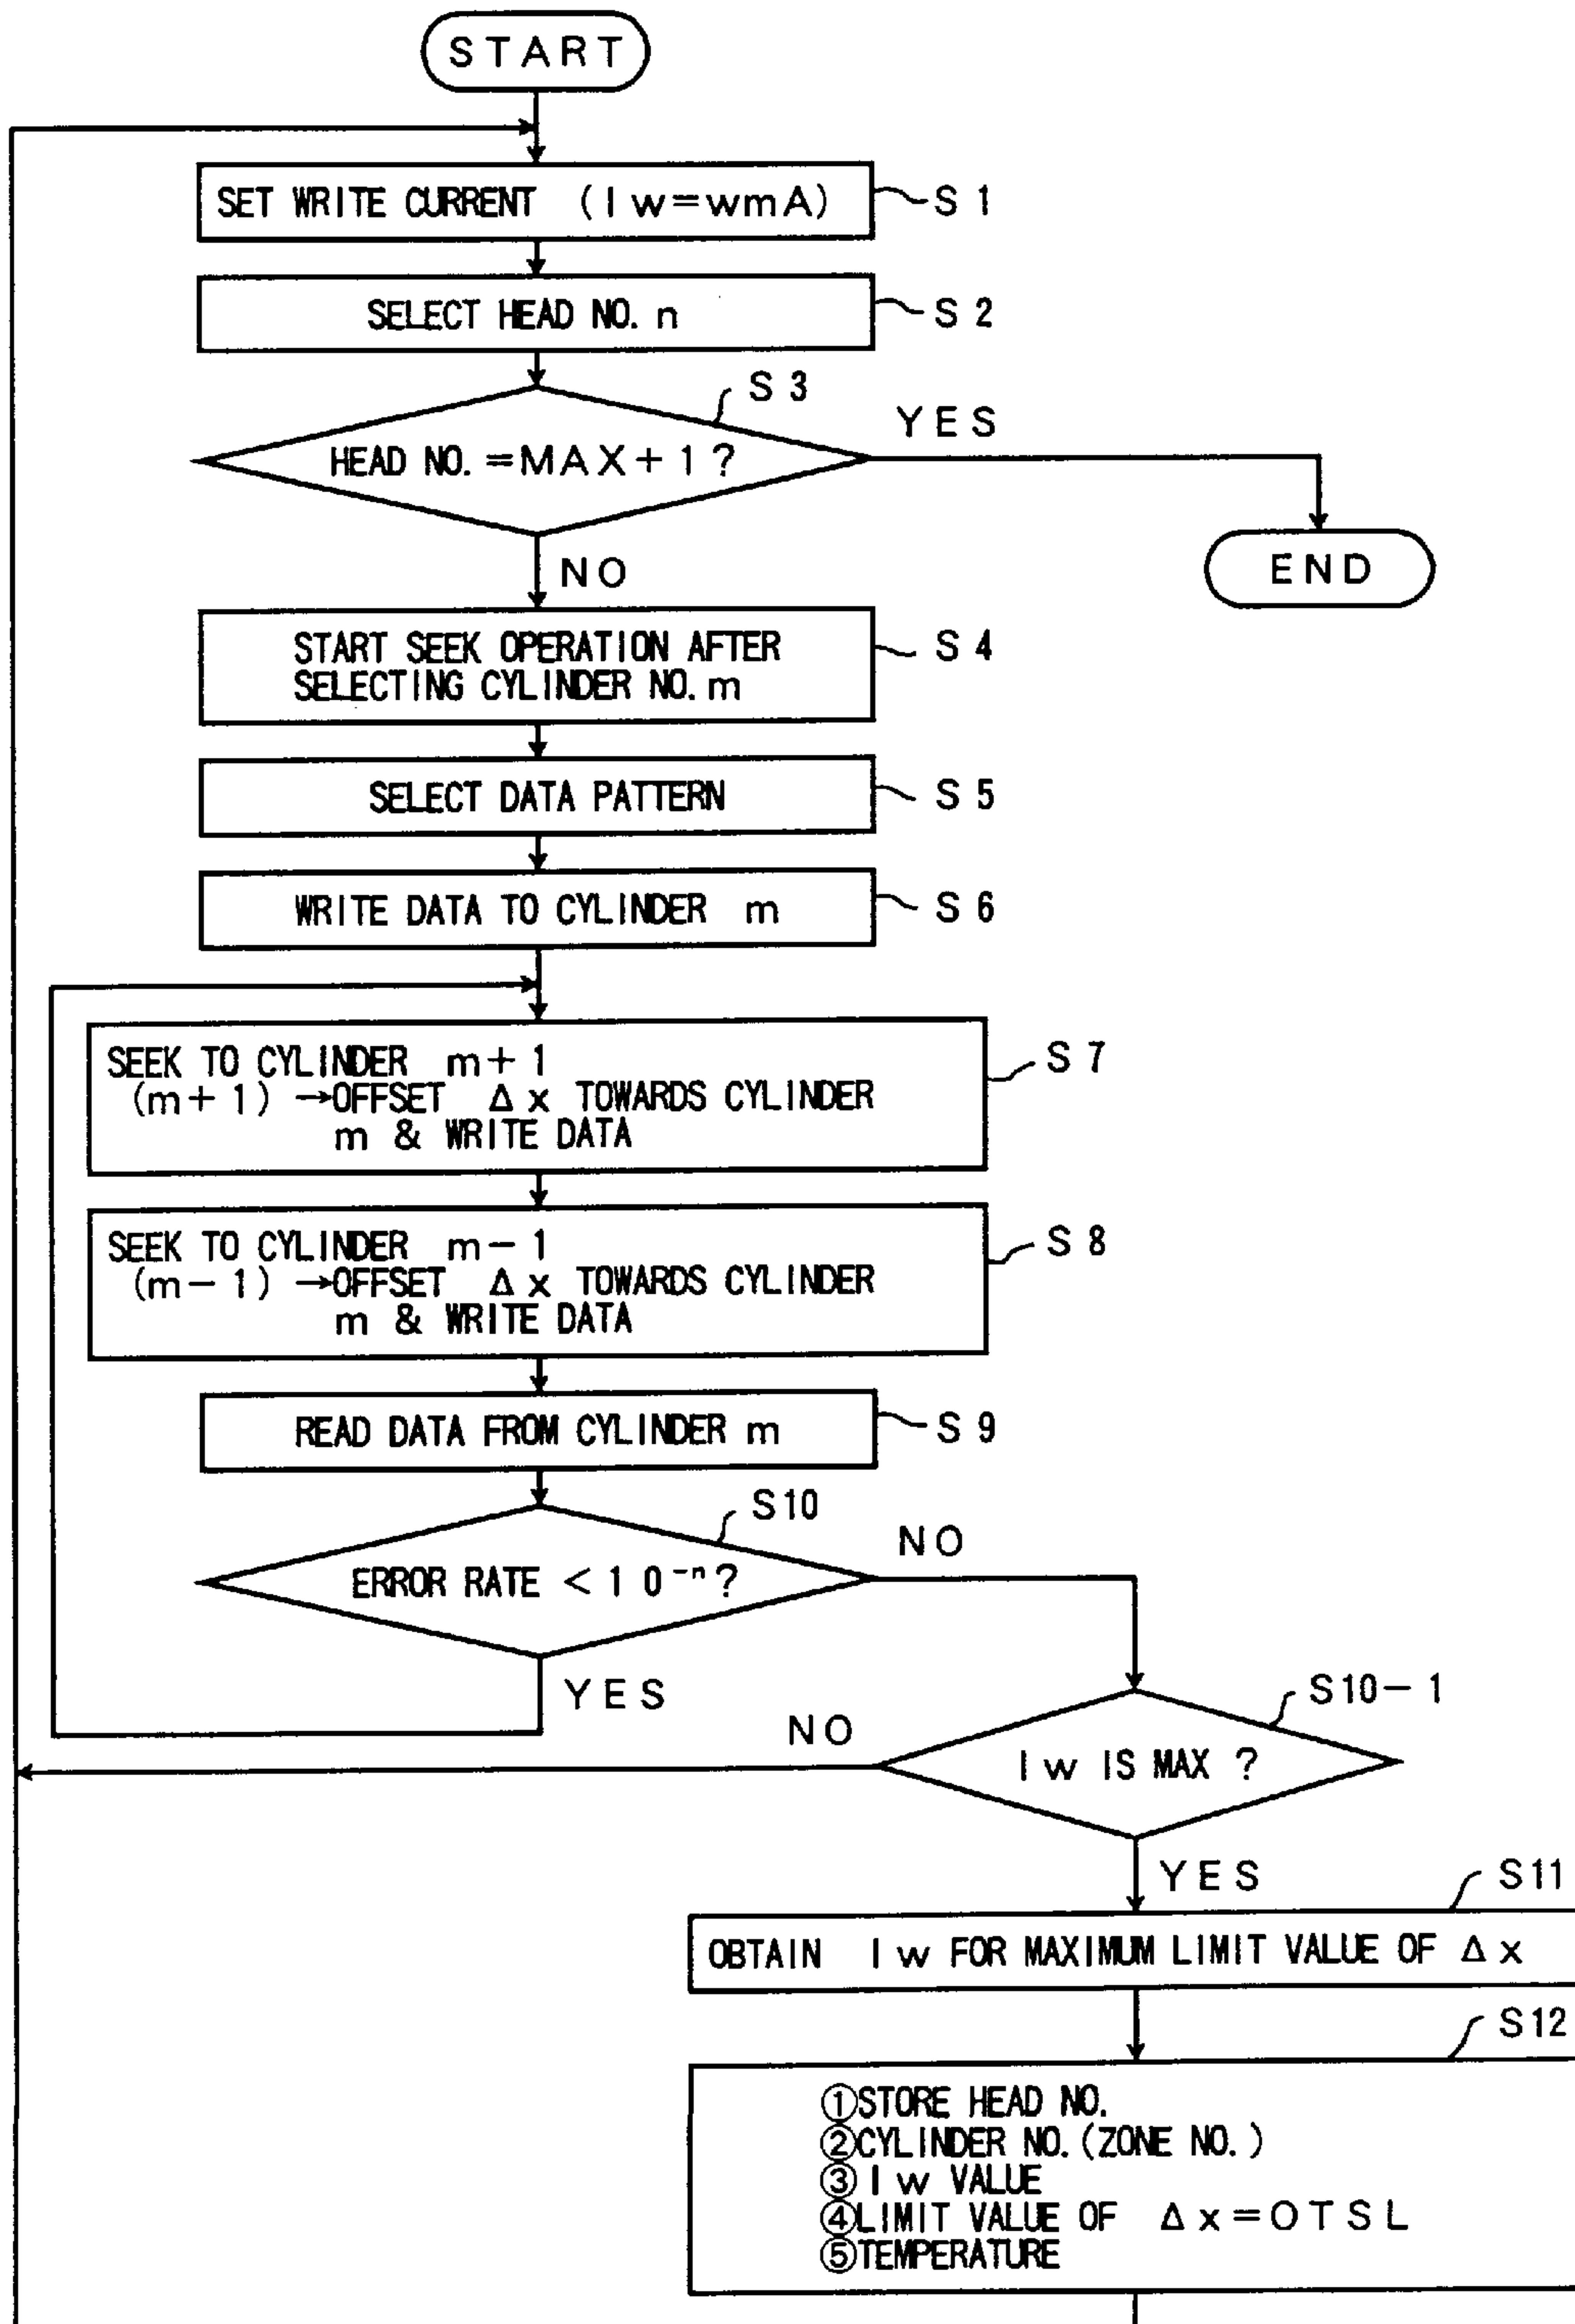 START
SET WRITE CURRENT (Iw=wmA)
S1
SELECT HEAD NO. n
S2
S3
HEAD NO.=MAX+1?
YES
NO
END
START SEEK OPERATION AFTER
SELECTING CYLINDER NO. m
S4
SELECT DATA PATTERN
S5
WRITE DATA TO CYLINDER m
S6
SEEK TO CYLINDER m+1
(m+1) →OFFSET Δx TOWARDS CYLINDER
m & WRITE DATA
S7
SEEK TO CYLINDER m-1
(m-1) →OFFSET Δx TOWARDS CYLINDER
m & WRITE DATA
S8
READ DATA FROM CYLINDER m
S9
S10
ERROR RATE <10⁻ⁿ?
NO
YES
S10-1
NO
Iw IS MAX ?
YES
S11
OBTAIN Iw FOR MAXIMUM LIMIT VALUE OF Δx
S12
①STORE HEAD NO.
②CYLINDER NO.(ZONE NO.)
③Iw VALUE
④LIMIT VALUE OF Δx=OTSL
⑤TEMPERATURE